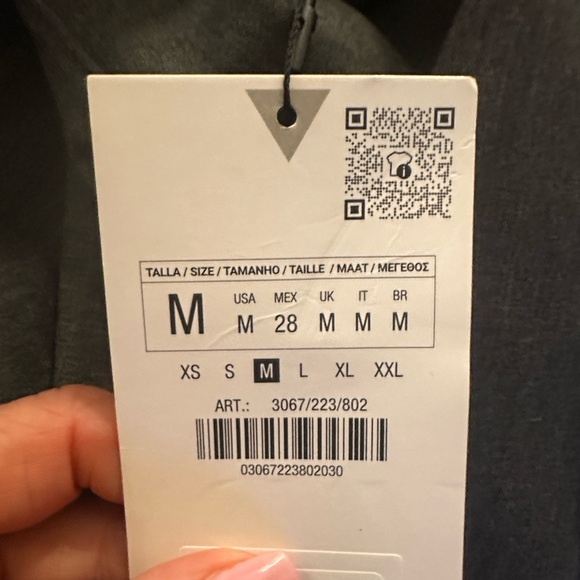 TALLA / SIZE / TAMANHO / TAILLE / MAAT / ΜΕΓΕΘΟΣ
M
USA MEX UK IT BR
M 28 M M M
XS S M L XL XXL
ART.: 3067/223/802
03067223802030